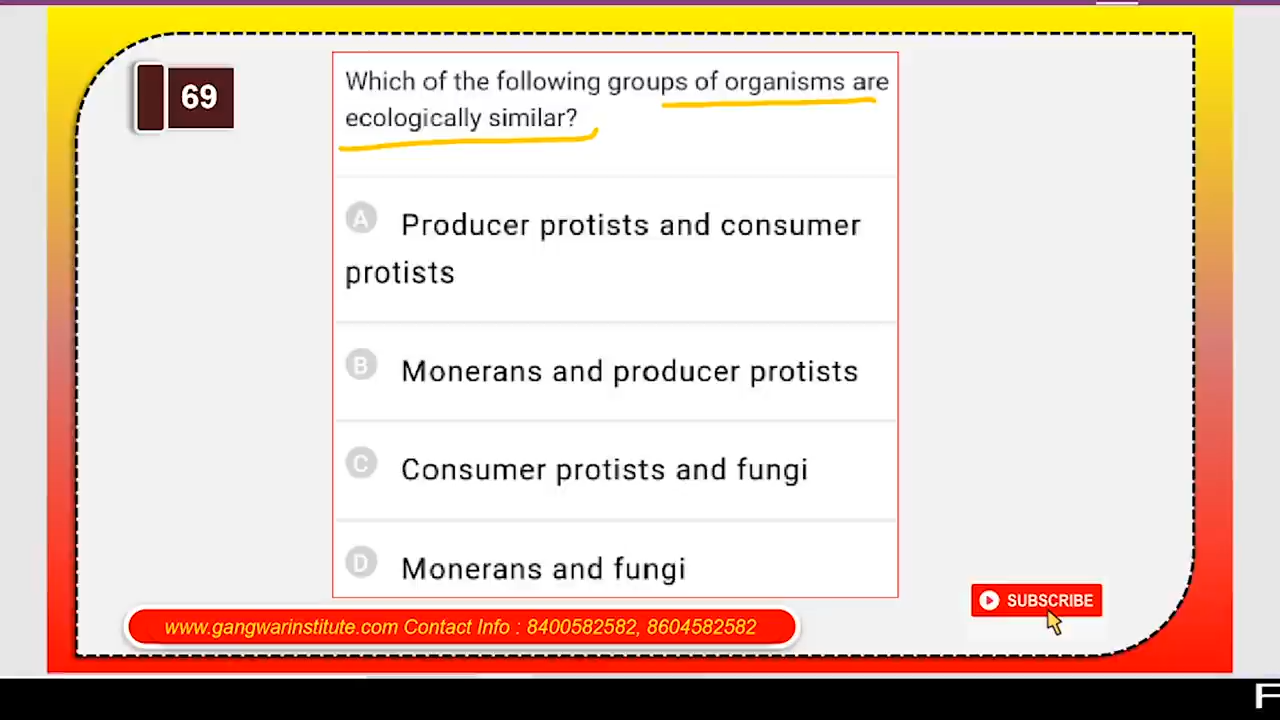 69
Which of the following groups of organisms are
ecologically similar?
A Producer protists and consumer
protists
B Monerans and producer protists
C Consumer protists and fungi
D Monerans and fungi
SUBSCRIBE
www.gangwarinstitute.com Contact Info : 8400582582, 8604582582